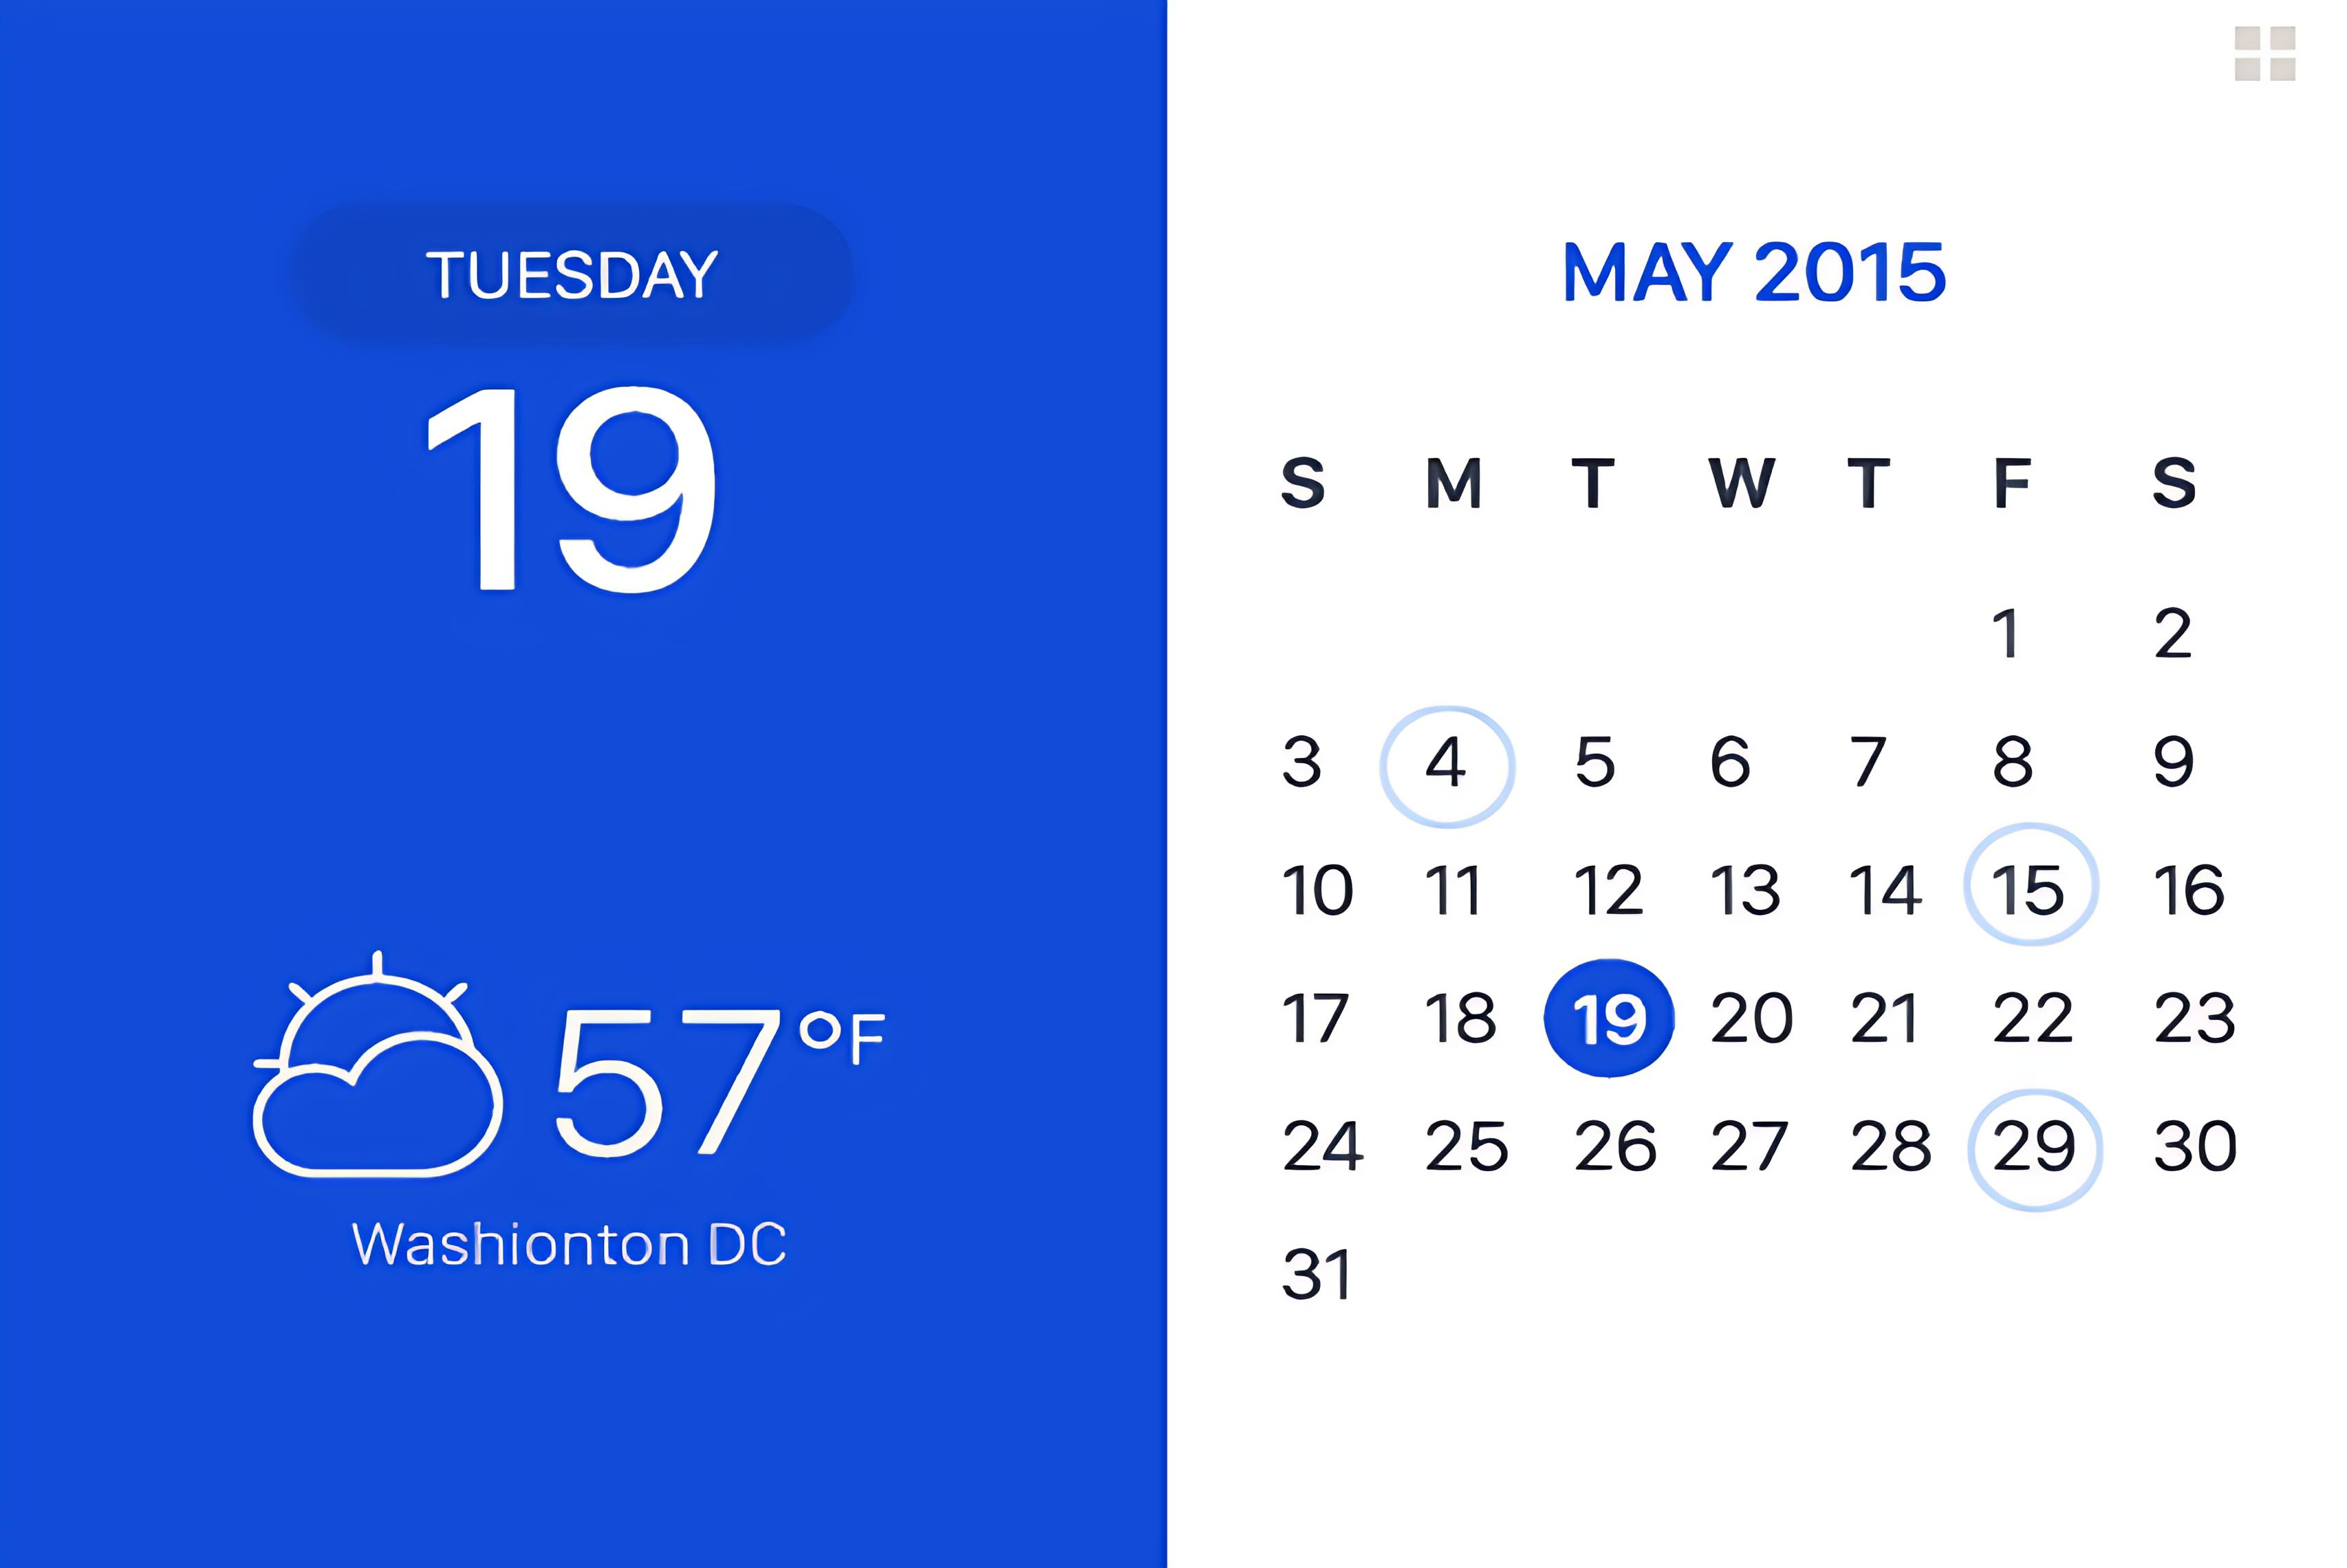 TUESDAY
19
57°F
Washionton DC
MAY 2015
S M T W T F S
1 2
3 4 5 6 7 8 9
10 11 12 13 14 15 16
17 18 19 20 21 22 23
24 25 26 27 28 29 30
31